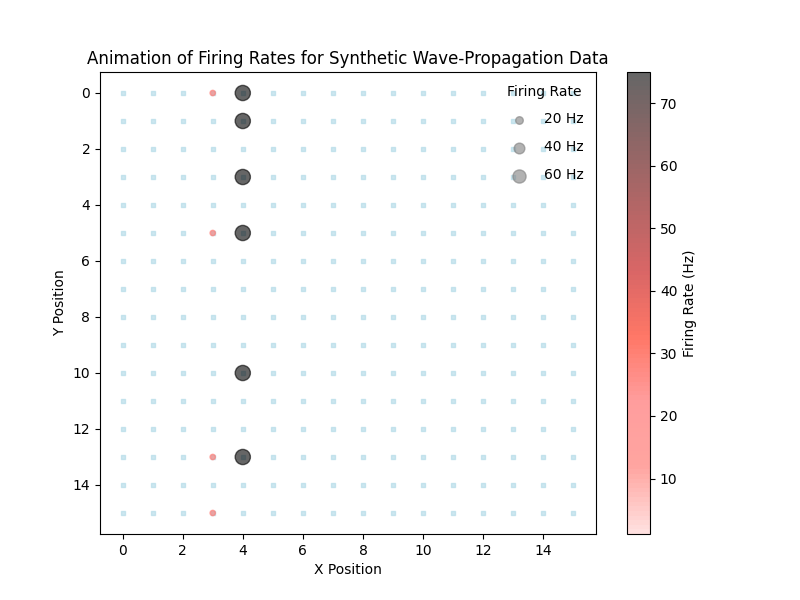 Animation of Firing Rates for Synthetic Wave-Propagation Data
Firing Rate
20 Hz
40 Hz
60 Hz
0
2
4
6
8
10
12
14
Y Position
0 2 4 6 8 10 12 14
X Position
70
60
50
40
30
20
10
Firing Rate (Hz)